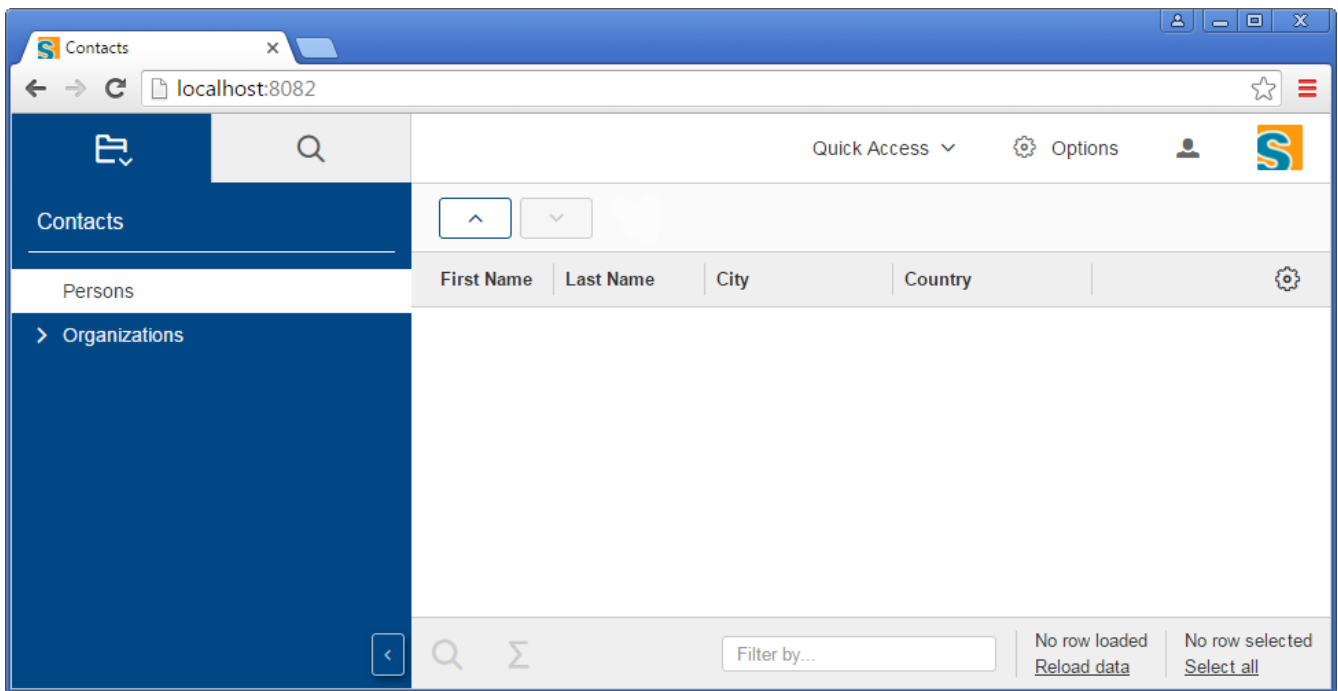 Contacts
localhost:8082
Quick Access
Options
Contacts
Persons
Organizations
First Name
Last Name
City
Country
Filter by...
No row loaded
Reload data
No row selected
Select all